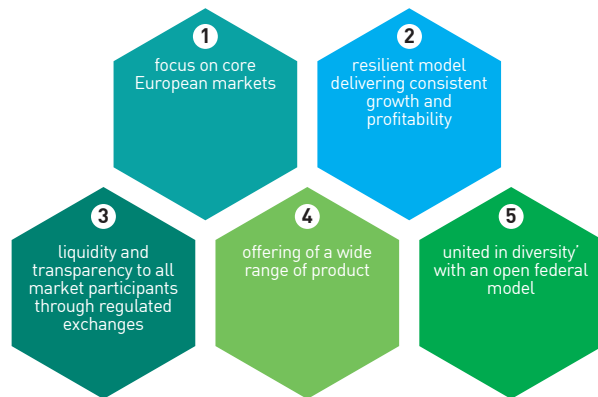 1
focus on core
European markets
2
resilient model
delivering consistent
growth and
profitability
3
liquidity and
transparency to all
market participants
through regulated
exchanges
4
offering of a wide
range of product
5
united in diversity’
with an open federal
model